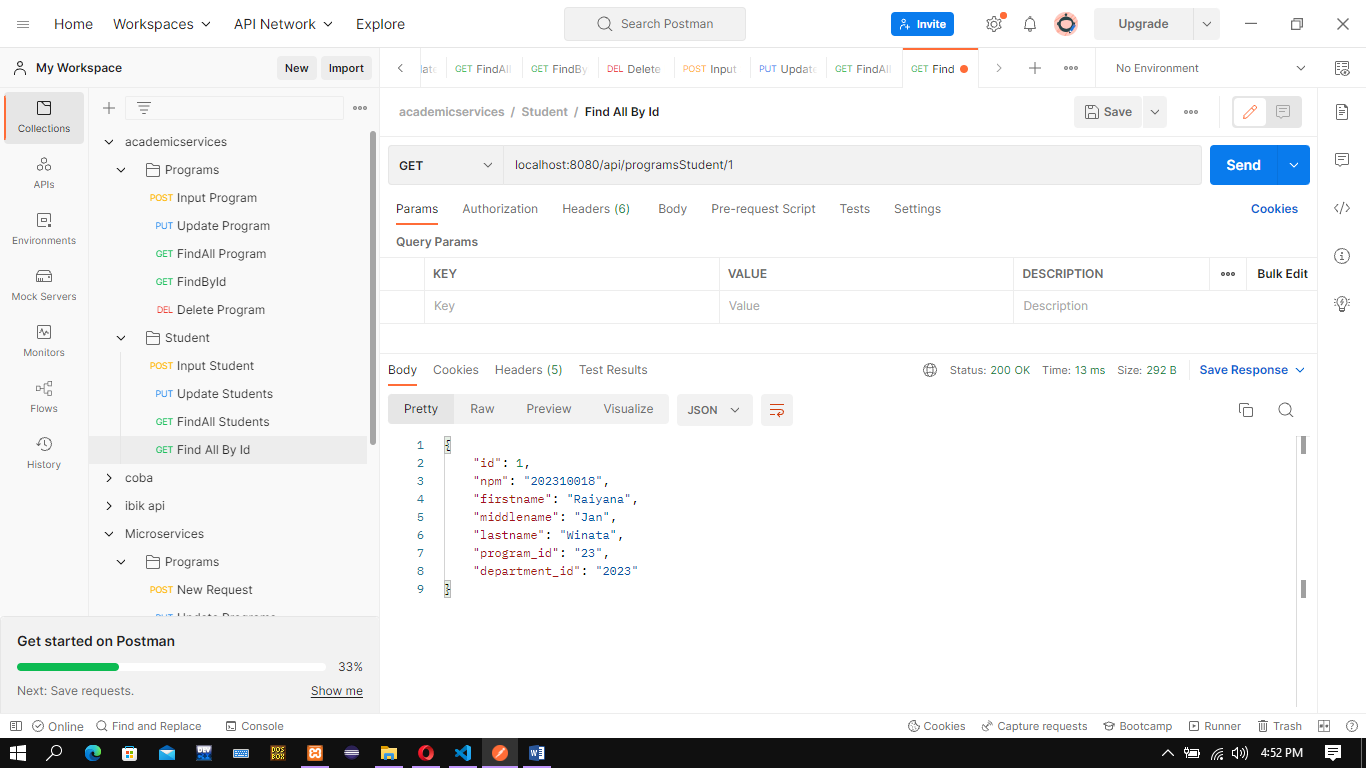 Home Workspaces API Network Explore Search Postman Invite Upgrade
My Workspace New Import
FindAll FindBy DEL Delete POST Input PUT Update GET FindAll GET Find No Environment
Collections
APIs
Environments
Mock Servers
Monitors
Flows
History
academicservices
Programs
POST Input Program
PUT Update Program
GET FindAll Program
GET FindById
DEL Delete Program
Student
POST Input Student
PUT Update Students
GET FindAll Students
GET Find All By Id
coba
ibik api
Microservices
Programs
POST New Request
PUT Update Programs
Get started on Postman
33%
Next: Save requests. Show me
academicservices / Student / Find All By Id Save
GET localhost:8080/api/programsStudent/1 Send
Params Authorization Headers (6) Body Pre-request Script Tests Settings Cookies
Query Params
KEY VALUE DESCRIPTION Bulk Edit
Key Value Description
Body Cookies Headers (5) Test Results Status: 200 OK Time: 13 ms Size: 292 B Save Response
Pretty Raw Preview Visualize JSON
1 {
2 "id": 1,
3 "npm": "202310018",
4 "firstname": "Raiyana",
5 "middlename": "Jan",
6 "lastname": "Winata",
7 "program_id": "23",
8 "department_id": "2023"
9 }
Online Find and Replace Console Cookies Capture requests Bootcamp Runner Trash
4:52 PM